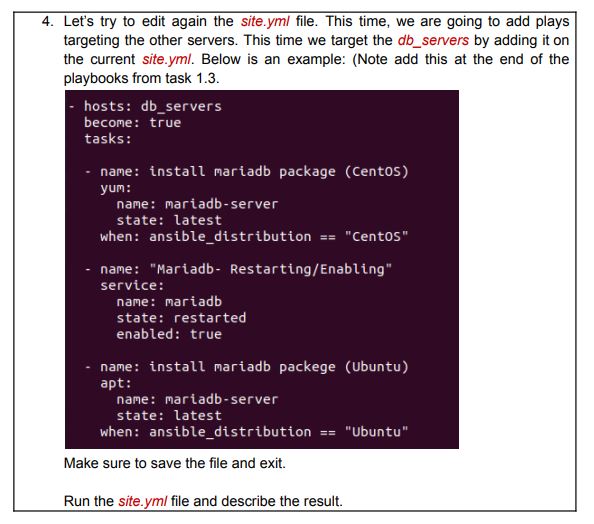 4. Let's try to edit again the site.yml file. This time, we are going to add plays
targeting the other servers. This time we target the db_servers by adding it on
the current site.yml. Below is an example: (Note add this at the end of the
playbooks from task 1.3.
- hosts: db_servers
  become: true
  tasks:

  - name: install mariadb package (CentOS)
    yum:
      name: mariadb-server
      state: latest
    when: ansible_distribution == "CentOS"

  - name: "Mariadb- Restarting/Enabling"
    service:
      name: mariadb
      state: restarted
      enabled: true

  - name: install mariadb packege (Ubuntu)
    apt:
      name: mariadb-server
      state: latest
    when: ansible_distribution == "Ubuntu"
Make sure to save the file and exit.
Run the site.yml file and describe the result.